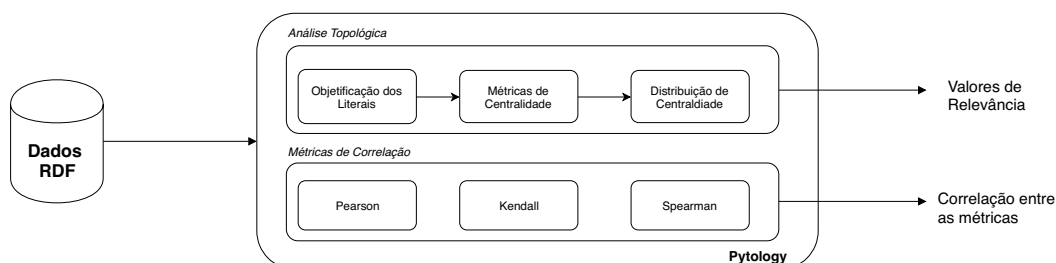 Análise Topológica
Objetificação dos
Literais
Métricas de
Centralidade
Distribuição de
Centraldiade
Valores de
Relevância
Dados
RDF
Métricas de Correlação
Pearson
Kendall
Spearman
Correlação entre
as métricas
Pytology